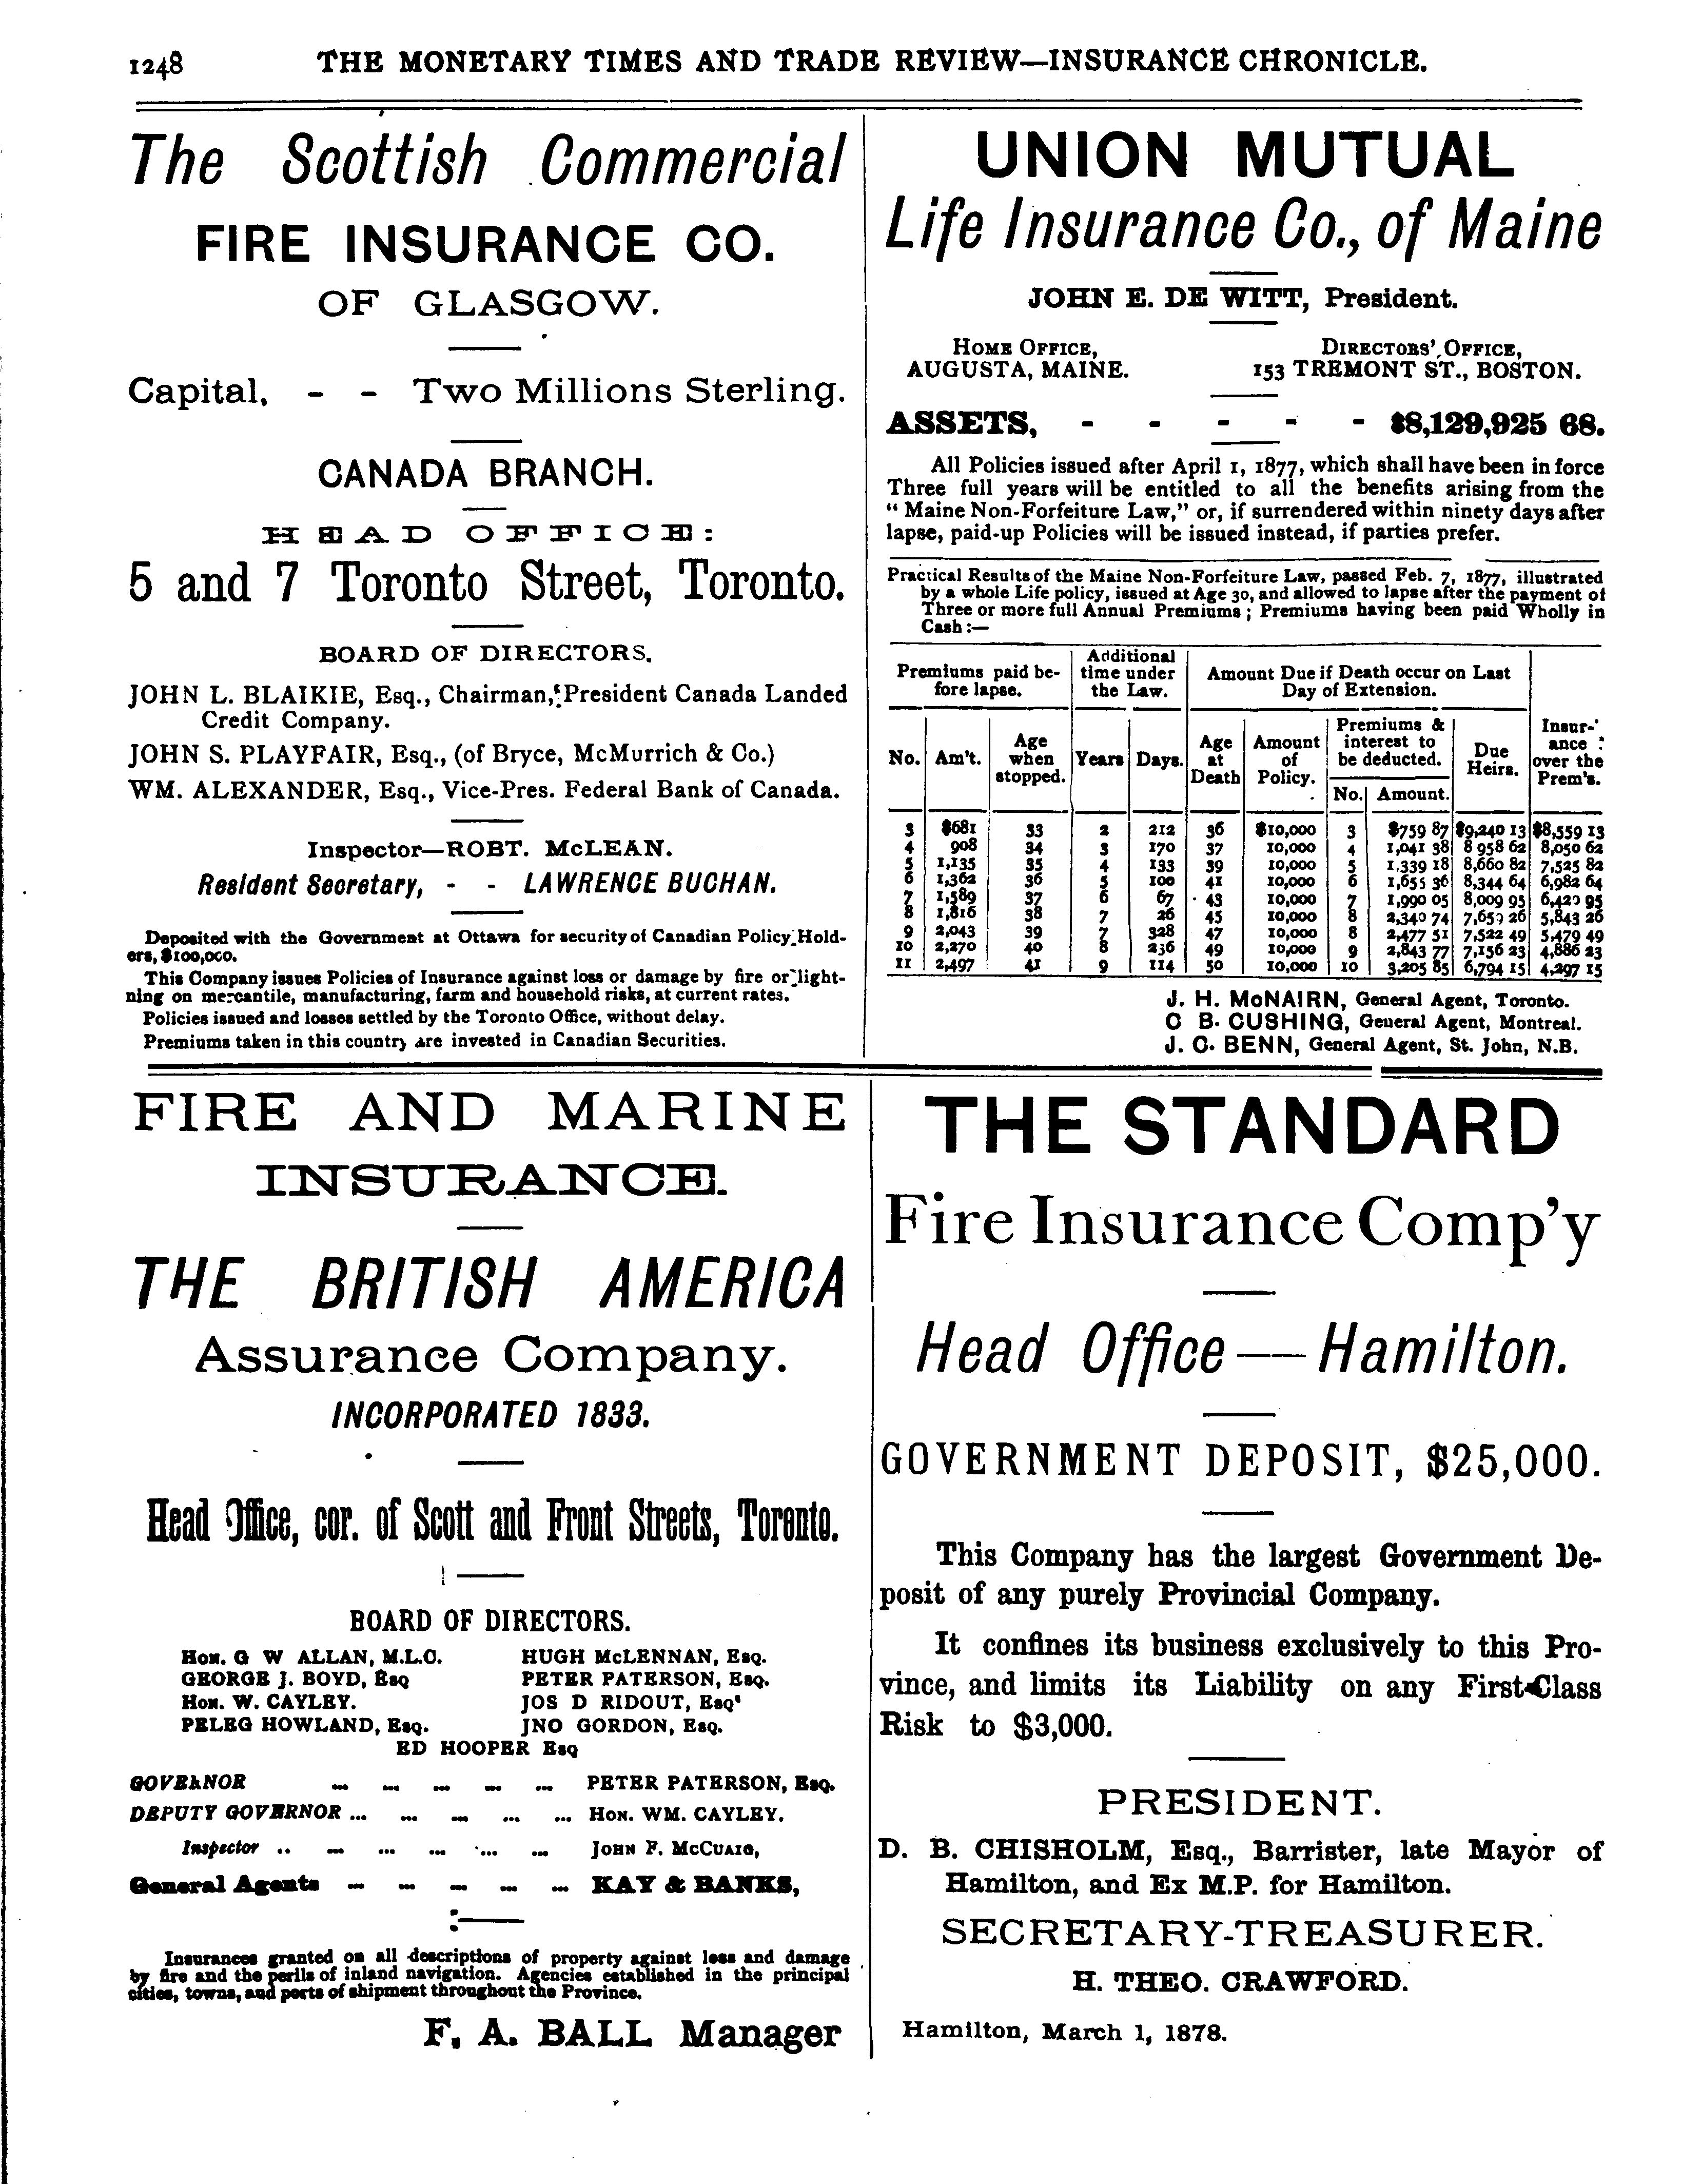 1248 THE MONETARY TIMES AND TRADE REVIEW—INSURANCE CHRONICLE.
The Scottish Commercial
FIRE INSURANCE CO.
OF GLASGOW.
Capital, - - Two Millions Sterling.
CANADA BRANCH.
HEAD OFFICE:
5 and 7 Toronto Street, Toronto.
BOARD OF DIRECTORS.
JOHN L. BLAIKIE, Esq., Chairman, President Canada Landed
Credit Company.
JOHN S. PLAYFAIR, Esq., (of Bryce, McMurrich & Co.)
WM. ALEXANDER, Esq., Vice-Pres. Federal Bank of Canada.
Inspector—ROBT. McLEAN.
Resident Secretary, - - LAWRENCE BUCHAN.
Deposited with the Government at Ottawa for security of Canadian Policy Hold-
ers, $100,000.
This Company issues Policies of Insurance against loss or damage by fire or light-
ning on mercantile, manufacturing, farm and household risks, at current rates.
Policies issued and losses settled by the Toronto Office, without delay.
Premiums taken in this country are invested in Canadian Securities.
UNION MUTUAL
Life Insurance Co., of Maine
JOHN E. DE WITT, President.
HOME OFFICE, DIRECTORS' OFFICE,
AUGUSTA, MAINE. 153 TREMONT ST., BOSTON.
ASSETS, - - - - - $8,129,925 68.
All Policies issued after April 1, 1877, which shall have been in force
Three full years will be entitled to all the benefits arising from the
" Maine Non-Forfeiture Law," or, if surrendered within ninety days after
lapse, paid-up Policies will be issued instead, if parties prefer.
Practical Results of the Maine Non-Forfeiture Law, passed Feb. 7, 1877, illustrated
by a whole Life policy, issued at Age 30, and allowed to lapse after the payment of
Three or more full Annual Premiums ; Premiums having been paid Wholly in
Cash :—
Premiums paid be-
fore lapse.
Additional
time under
the Law.
Amount Due if Death occur on Last
Day of Extension.
Insur-
ance
over the
Prem's.
No. Am't. Age
when
stopped.
Years Days.
Age
at
Death
Amount
of
Policy.
Premiums &
interest to
be deducted.
No. Amount.
Due
Heirs.
3 $681 33 2 212 36 $10,000 3 $759 87 $9,240 13 $8,559 13
4 908 34 3 170 37 10,000 4 1,041 38 8 958 62 8,050 62
5 1,135 35 4 133 39 10,000 5 1,339 18 8,660 82 7,525 82
6 1,362 36 5 100 41 10,000 6 1,655 36 8,344 64 6,982 64
7 1,589 37 6 67 43 10,000 7 1,990 05 8,009 95 6,420 95
8 1,816 38 7 26 45 10,000 8 2,340 74 7,659 26 5,843 26
9 2,043 39 7 328 47 10,000 8 2,477 51 7,522 49 5,479 49
10 2,270 40 8 236 49 10,000 9 2,843 77 7,156 23 4,886 23
11 2,497 41 9 114 50 10,000 10 3,205 85 6,794 15 4,297 15
J. H. McNAIRN, General Agent, Toronto.
C B. CUSHING, General Agent, Montreal.
J. C. BENN, General Agent, St. John, N.B.
FIRE AND MARINE
INSURANCE.
THE BRITISH AMERICA
Assurance Company.
INCORPORATED 1833.
Head Office, cor. of Scott and Front Streets, Toronto.
BOARD OF DIRECTORS.
HON. G W ALLAN, M.L.C. HUGH McLENNAN, ESQ.
GEORGE J. BOYD, ESQ PETER PATERSON, ESQ.
HON. W. CAYLEY. JOS D RIDOUT, ESQ
PELEG HOWLAND, ESQ. JNO GORDON, ESQ.
ED HOOPER ESQ
GOVERNOR ... ... ... ... ... PETER PATERSON, ESQ.
DEPUTY GOVERNOR ... ... ... ... ... HON. WM. CAYLEY.
Inspector .. ... ... ... ... ... JOHN F. McCUAIG,
General Agents ... ... ... ... ... KAY & BANKS,
Insurances granted on all descriptions of property against loss and damage
by fire and the perils of inland navigation. Agencies established in the principal
cities, towns, and ports of shipment throughout the Province.
F. A. BALL Manager
THE STANDARD
Fire Insurance Comp'y
Head Office—Hamilton.
GOVERNMENT DEPOSIT, $25,000.
This Company has the largest Government De-
posit of any purely Provincial Company.
It confines its business exclusively to this Pro-
vince, and limits its Liability on any First-Class
Risk to $3,000.
PRESIDENT.
D. B. CHISHOLM, Esq., Barrister, late Mayor of
Hamilton, and Ex M.P. for Hamilton.
SECRETARY-TREASURER.
H. THEO. CRAWFORD.
Hamilton, March 1, 1878.